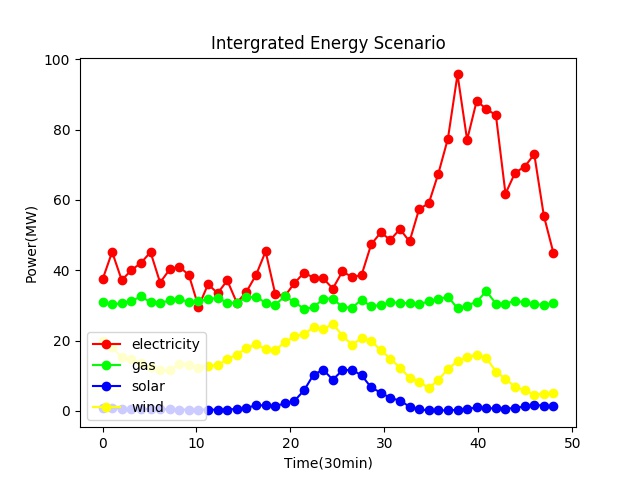 Intergrated Energy Scenario
Power(MW)
100
80
60
40
20
0
electricity
gas
solar
wind
0 10 20 30 40 50
Time(30min)